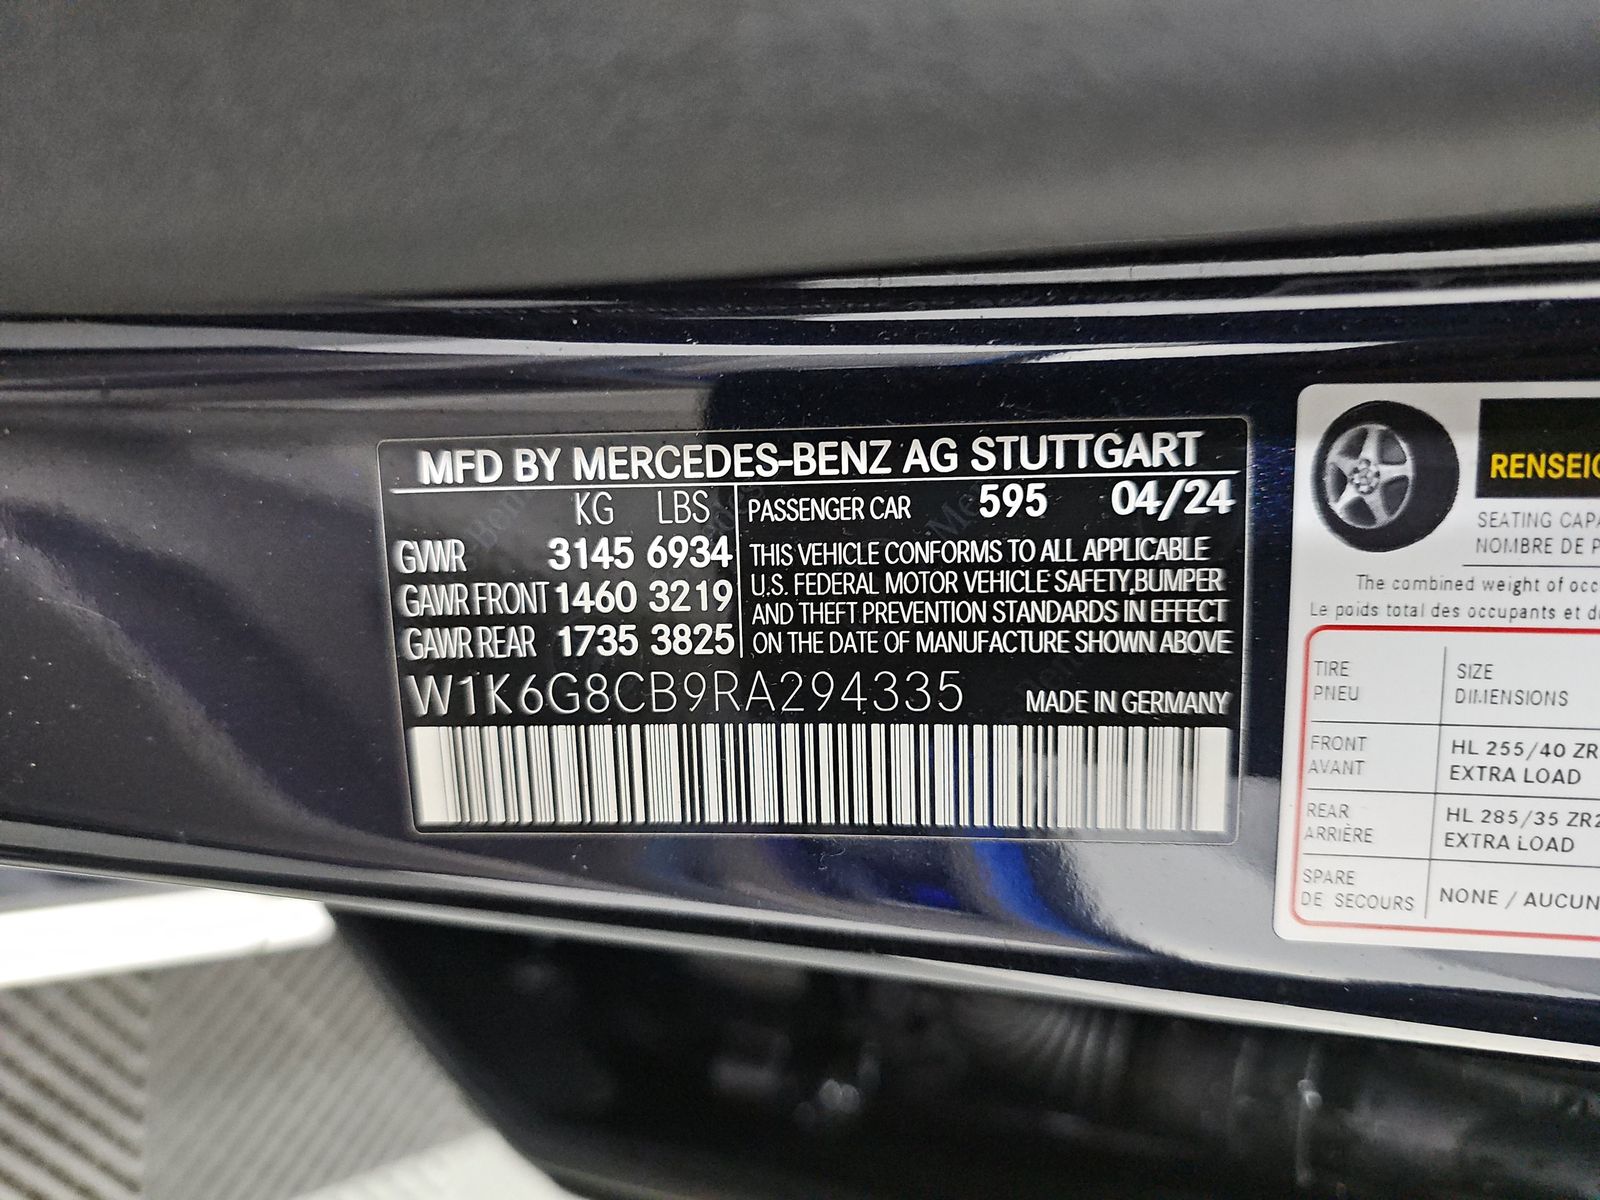 MFD BY MERCEDES-BENZ AG STUTTGART
KG LBS
PASSENGER CAR 595 04/24
GVWR 3145 6934
GAWR FRONT 1460 3219
GAWR REAR 1735 3825
THIS VEHICLE CONFORMS TO ALL APPLICABLE
U.S. FEDERAL MOTOR VEHICLE SAFETY,BUMPER
AND THEFT PREVENTION STANDARDS IN EFFECT
ON THE DATE OF MANUFACTURE SHOWN ABOVE
W1K6G8CB9RA294335
MADE IN GERMANY
RENSEIG
SEATING CAPA
NOMBRE DE P
The combined weight of occ
Le poids total des occupants et d
TIRE
PNEU
SIZE
DIMENSIONS
FRONT
AVANT
HL 255/40 ZR
EXTRA LOAD
REAR
ARRIÈRE
HL 285/35 ZR2
EXTRA LOAD
SPARE
DE SECOURS
NONE / AUCUN